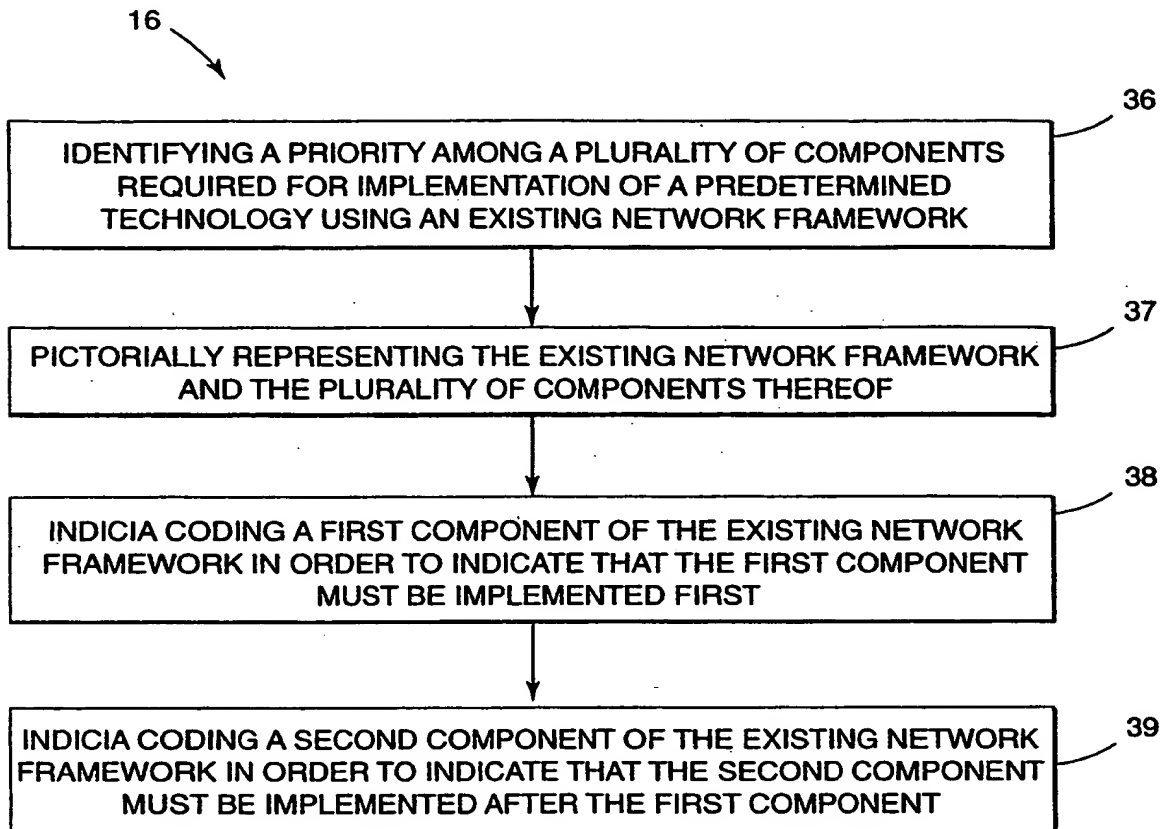 16
36
IDENTIFYING A PRIORITY AMONG A PLURALITY OF COMPONENTS
REQUIRED FOR IMPLEMENTATION OF A PREDETERMINED
TECHNOLOGY USING AN EXISTING NETWORK FRAMEWORK
37
PICTORIALLY REPRESENTING THE EXISTING NETWORK FRAMEWORK
AND THE PLURALITY OF COMPONENTS THEREOF
38
INDICIA CODING A FIRST COMPONENT OF THE EXISTING NETWORK
FRAMEWORK IN ORDER TO INDICATE THAT THE FIRST COMPONENT
MUST BE IMPLEMENTED FIRST
39
INDICIA CODING A SECOND COMPONENT OF THE EXISTING NETWORK
FRAMEWORK IN ORDER TO INDICATE THAT THE SECOND COMPONENT
MUST BE IMPLEMENTED AFTER THE FIRST COMPONENT